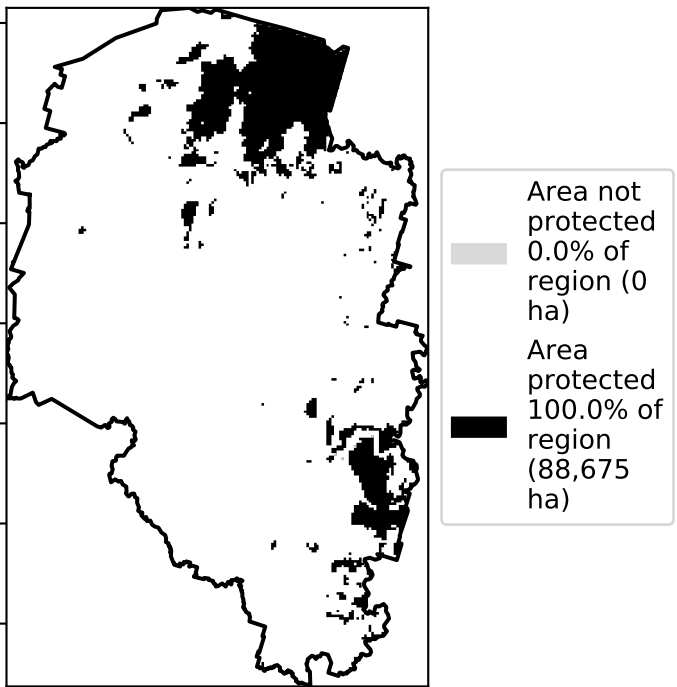 Area not
protected
0.0% of
region (0
ha)
Area
protected
100.0% of
region
(88,675
ha)